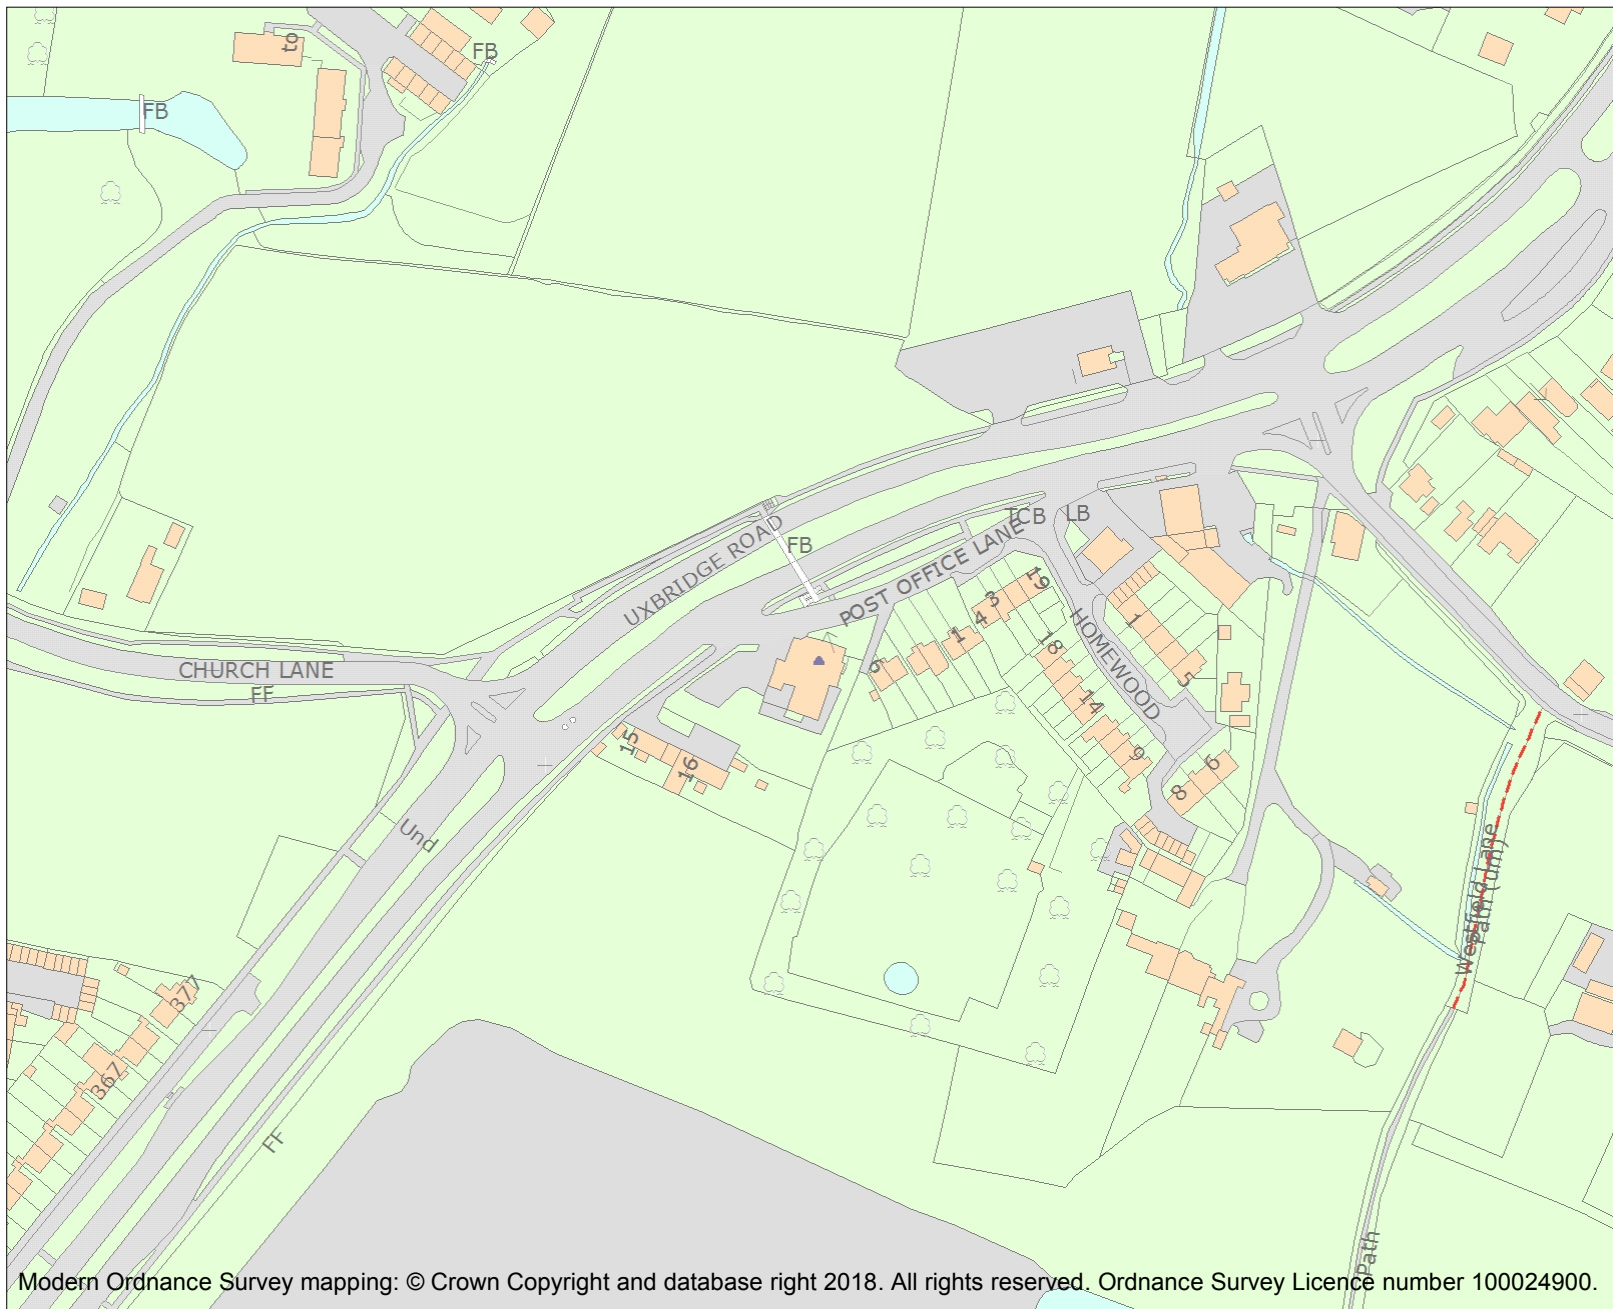 to
FB
FB
UXBRIDGE ROAD
FB
TCB
LB
POST OFFICE LANE
19
3
4
1
6
18
HOMEWOOD
1
5
14
9
6
8
CHURCH LANE
FF
15
16
Und
Westfield Lane
Path (um)
377
367
FF
Path
Modern Ordnance Survey mapping: © Crown Copyright and database right 2018. All rights reserved. Ordnance Survey Licence number 100024900.